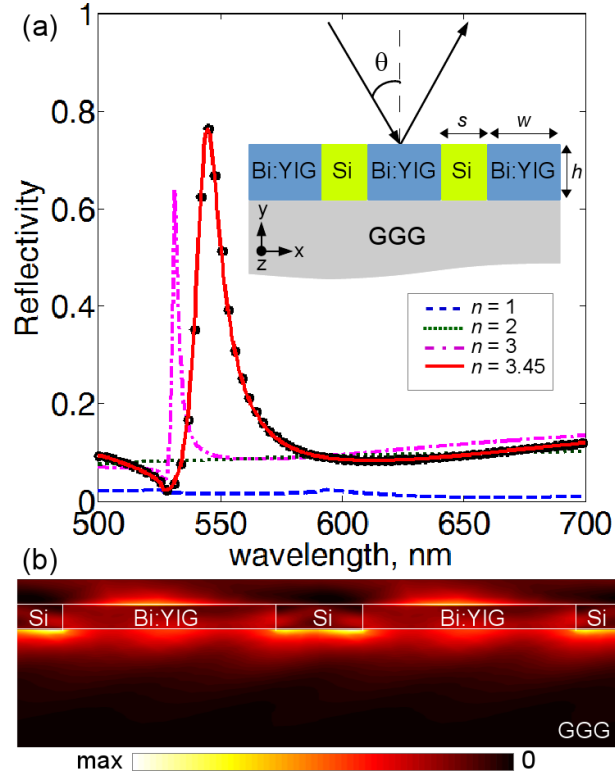 (a)
Reflectivity
1
0.8
0.6
0.4
0.2
0
500
550
600
650
700
wavelength, nm
θ
s
w
h
Bi:YIG Si Bi:YIG Si Bi:YIG
GGG
y
z
x
n = 1
n = 2
n = 3
n = 3.45
(b)
Si Bi:YIG Si Bi:YIG Si
GGG
max 0